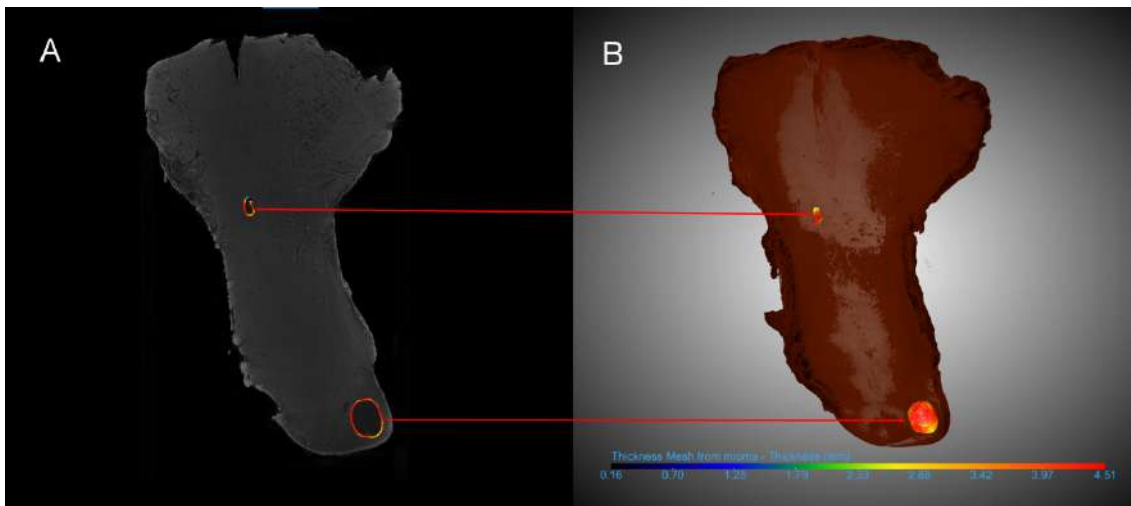 A
B
Thickness Mesh from mioma - Thickness (mm)
0.16 0.70 1.25 1.79 2.33 2.88 3.42 3.97 4.51